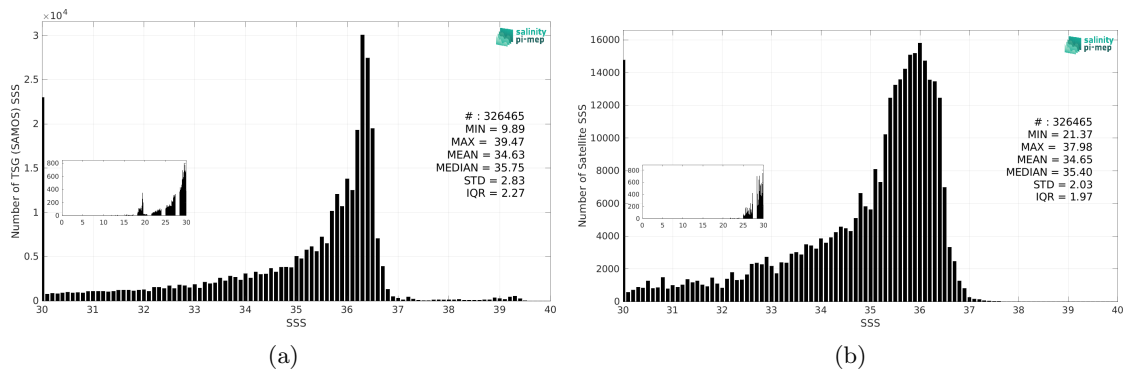 ×10⁴
3
2.5
2
1.5
1
0.5
0
Number of TSG (SAMOS) SSS
salinity
pi-mep
# : 326465
MIN = 9.89
MAX = 39.47
MEAN = 34.63
MEDIAN = 35.75
STD = 2.83
IQR = 2.27
800
600
400
200
0
0 5 10 15 20 25 30
30 31 32 33 34 35 36 37 38 39 40
SSS
(a)
16000
14000
12000
10000
8000
6000
4000
2000
0
Number of Satellite SSS
salinity
pi-mep
# : 326465
MIN = 21.37
MAX = 37.98
MEAN = 34.65
MEDIAN = 35.40
STD = 2.03
IQR = 1.97
800
600
400
200
0
0 5 10 15 20 25 30
30 31 32 33 34 35 36 37 38 39 40
SSS
(b)